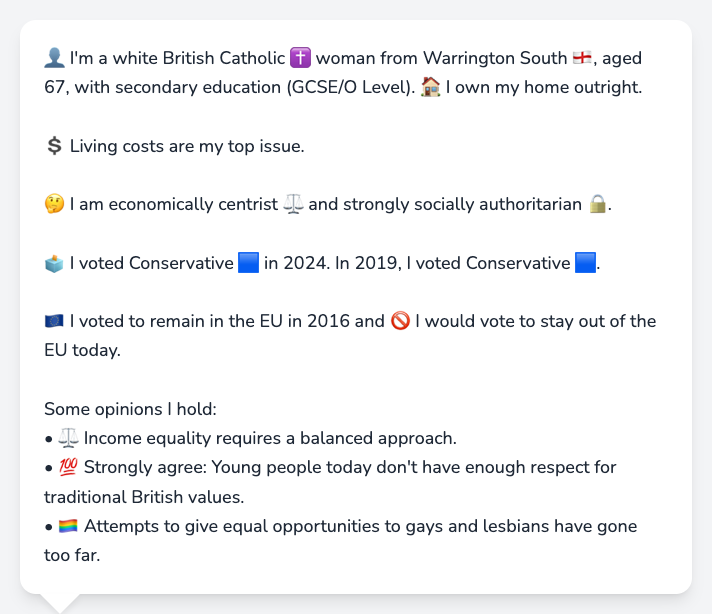 👤 I'm a white British Catholic ✝️ woman from Warrington South 🏴󠁧󠁢󠁥󠁮󠁧󠁿, aged
67, with secondary education (GCSE/O Level). 🏠 I own my home outright.
💲 Living costs are my top issue.
🤔 I am economically centrist ⚖️ and strongly socially authoritarian 🔒.
🗳️ I voted Conservative 🟦 in 2024. In 2019, I voted Conservative 🟦.
🇪🇺 I voted to remain in the EU in 2016 and 🚫 I would vote to stay out of the
EU today.
Some opinions I hold:
• ⚖️ Income equality requires a balanced approach.
• 💯 Strongly agree: Young people today don't have enough respect for
traditional British values.
• 🏳️‍🌈 Attempts to give equal opportunities to gays and lesbians have gone
too far.